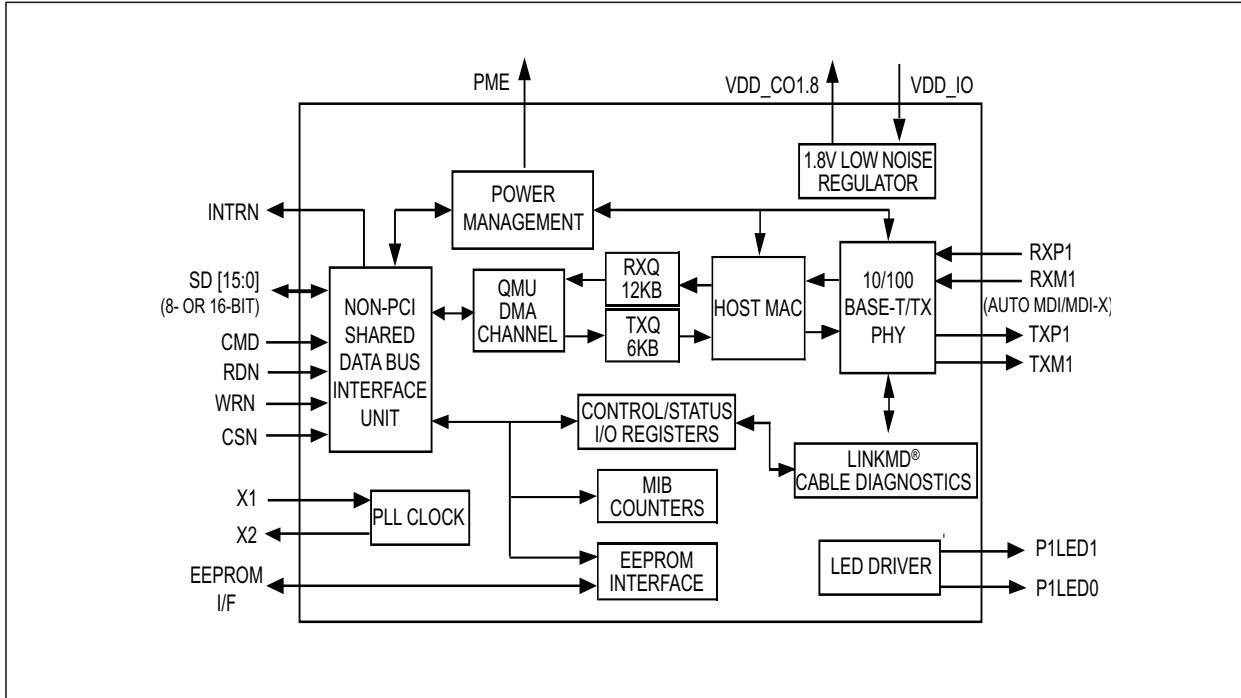 PME
VDD_CO1.8
VDD_IO
1.8V LOW NOISE
REGULATOR
POWER
MANAGEMENT
INTRN
SD [15:0]
(8- OR 16-BIT)
CMD
RDN
WRN
CSN
NON-PCI
SHARED
DATA BUS
INTERFACE
UNIT
QMU
DMA
CHANNEL
RXQ
12KB
TXQ
6KB
HOST MAC
10/100
BASE-T/TX
PHY
RXP1
RXM1
(AUTO MDI/MDI-X)
TXP1
TXM1
CONTROL/STATUS
I/O REGISTERS
LINKMD®
CABLE DIAGNOSTICS
MIB
COUNTERS
X1
X2
PLL CLOCK
EEPROM
I/F
EEPROM
INTERFACE
LED DRIVER
P1LED1
P1LED0